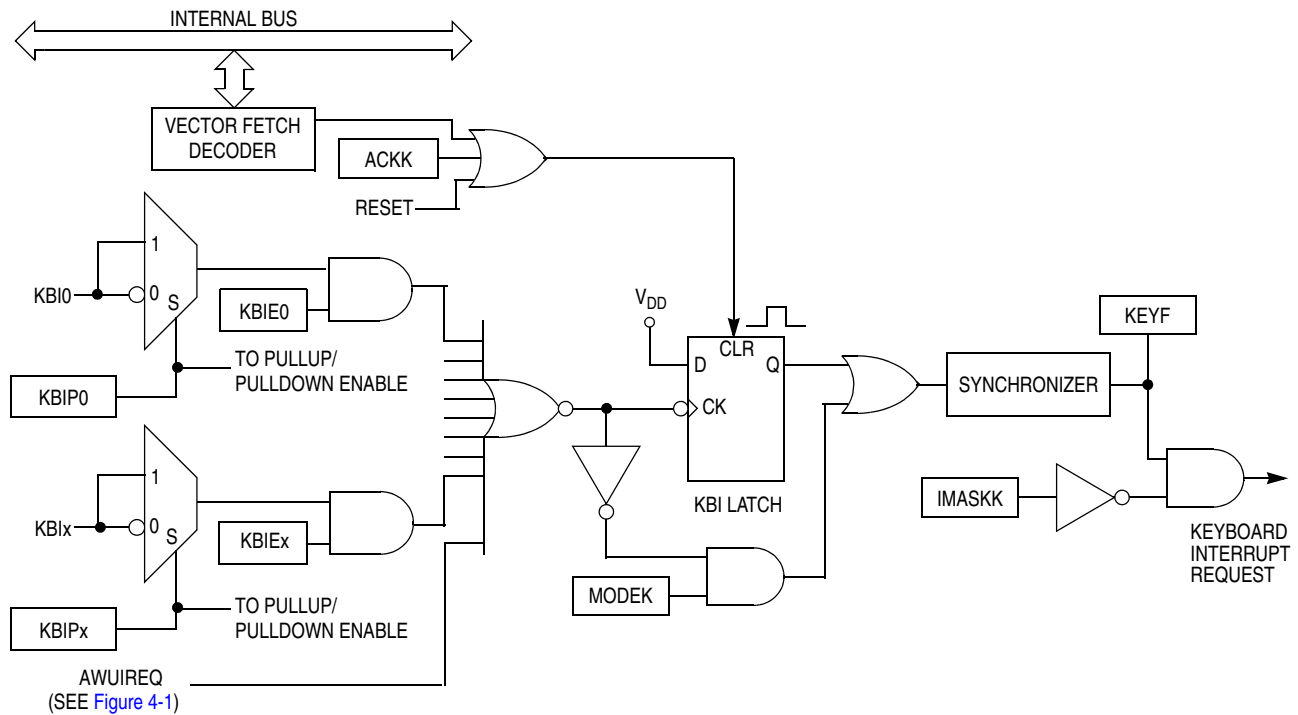 INTERNAL BUS
VECTOR FETCH
DECODER
ACKK
RESET
1
KBI0
0
S
KBIE0
TO PULLUP/
PULLDOWN ENABLE
KBIP0
VDD
CLR
D
Q
CK
KBI LATCH
KEYF
SYNCHRONIZER
1
KBIx
0
S
KBIEx
IMASKK
KEYBOARD
INTERRUPT
REQUEST
MODEK
TO PULLUP/
PULLDOWN ENABLE
KBIPx
AWUIREQ
(SEE Figure 4-1)